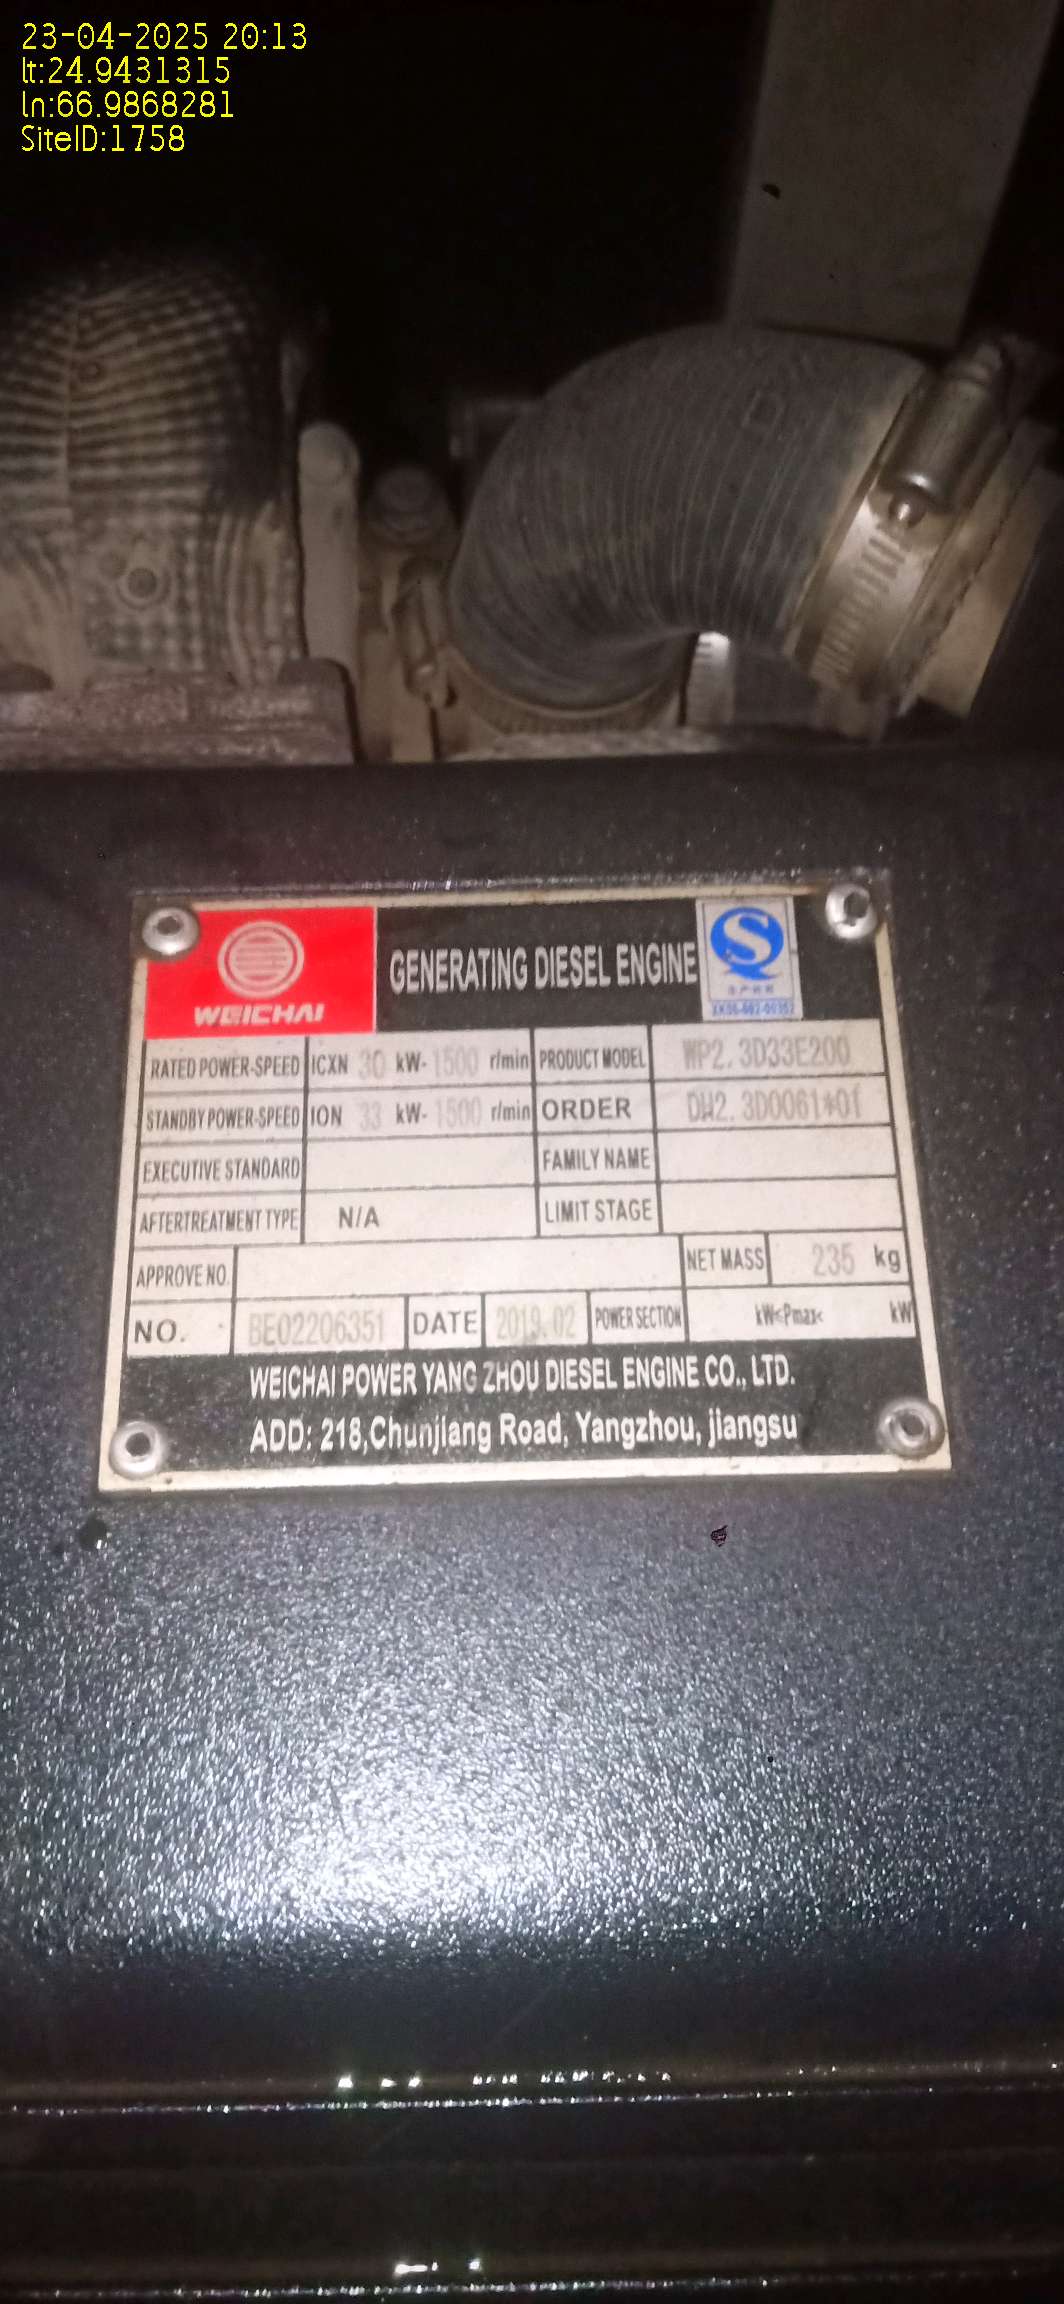 23-04-2025 20:13
lt:24.9431315
ln:66.9868281
SiteID:1758
WEICHAI
GENERATING DIESEL ENGINE
S
RATED POWER-SPEED ICXN 30 kW- 1500 r/min PRODUCT MODEL WP2.3D33E200
STANDBY POWER-SPEED ION 33 kW- 1500 r/min ORDER DW2.3D0061*01
EXECUTIVE STANDARD FAMILY NAME
AFTERTREATMENT TYPE N/A LIMIT STAGE
APPROVE NO. NET MASS 235 kg
NO. BE02206351 DATE 2019.02 POWER SECTION kW<Pmax< kW
WEICHAI POWER YANG ZHOU DIESEL ENGINE CO., LTD.
ADD: 218,Chunjiang Road, Yangzhou, jiangsu